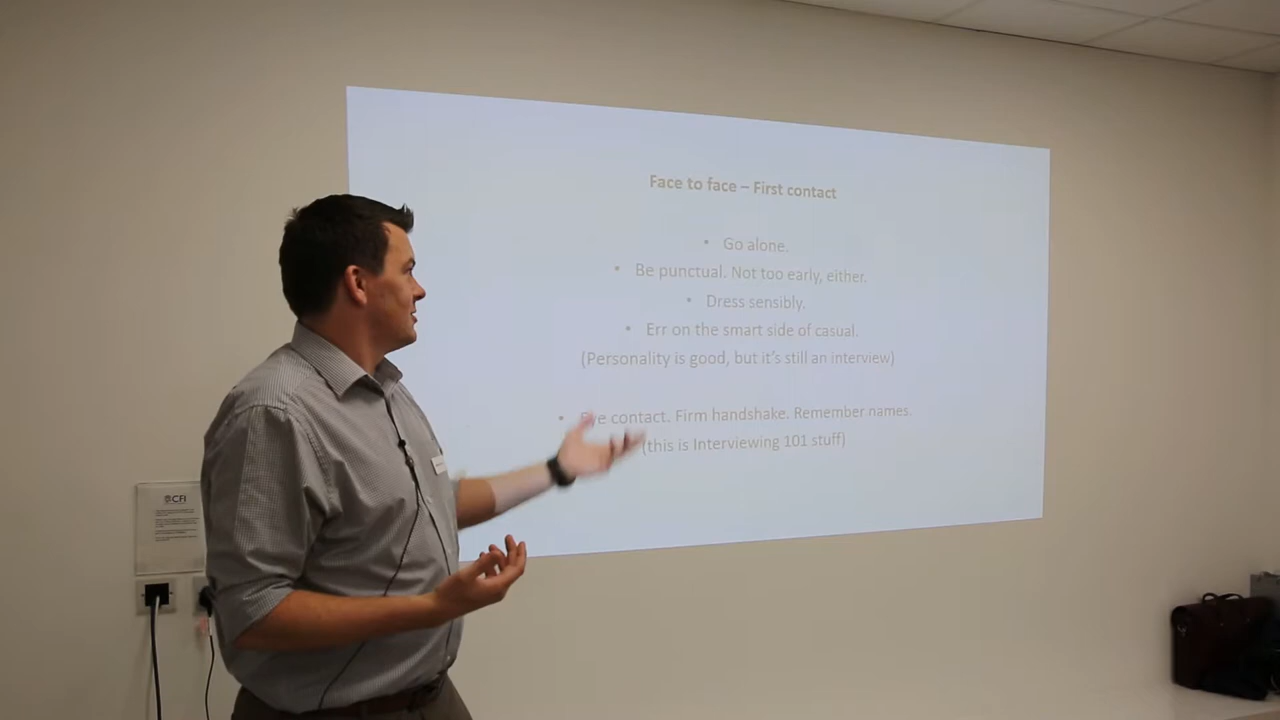 Face to face – First contact
• Go alone.
• Be punctual. Not too early, either.
• Dress sensibly.
• Err on the smart side of casual.
(Personality is good, but it's still an interview)
• Eye contact. Firm handshake. Remember names.
(this is Interviewing 101 stuff)
CFI